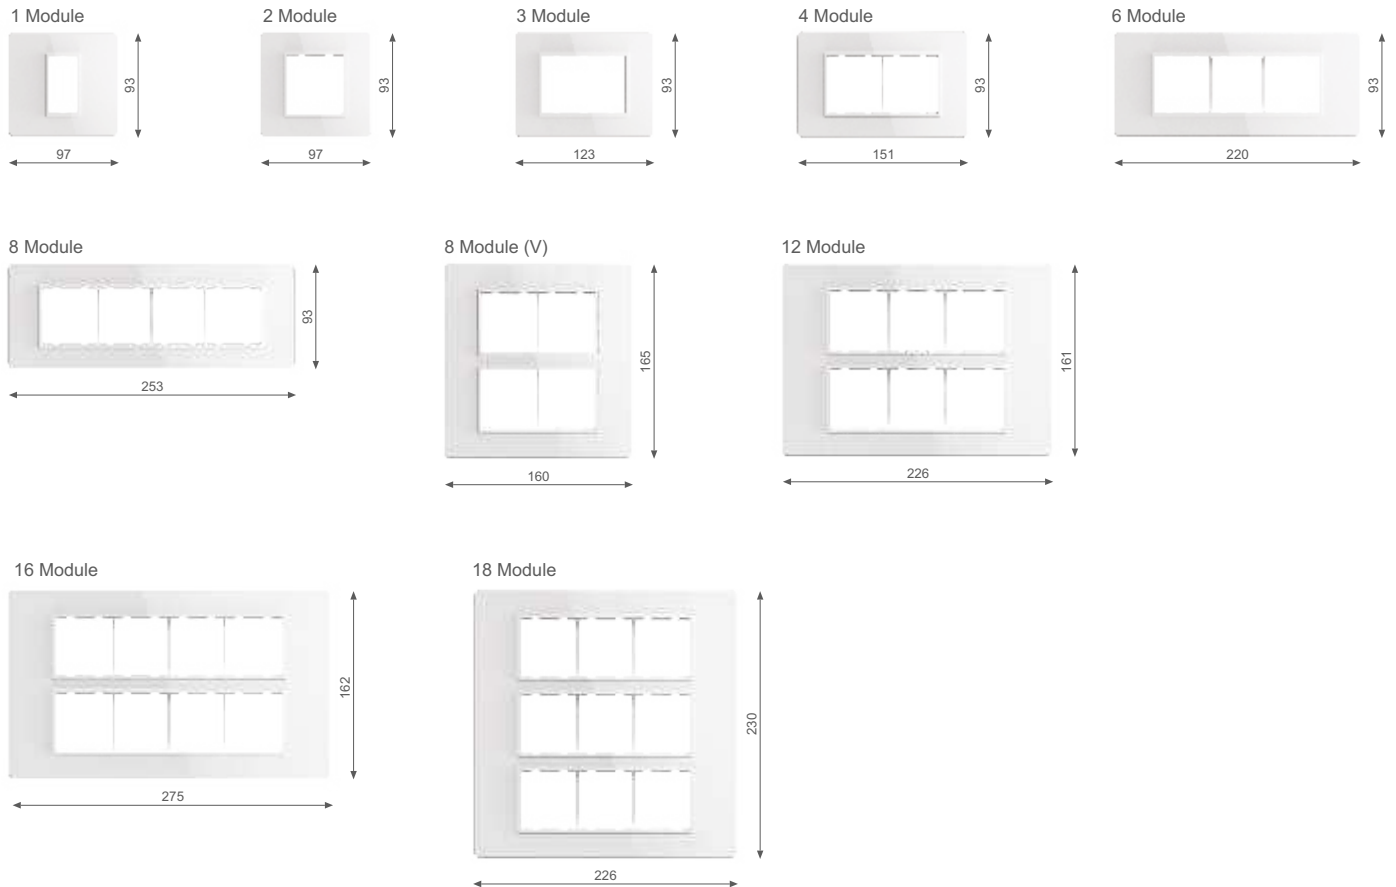 1 Module
2 Module
3 Module
4 Module
6 Module
93
93
93
93
93
97
97
123
151
220
8 Module
8 Module (V)
12 Module
93
165
161
253
160
226
16 Module
18 Module
162
230
275
226